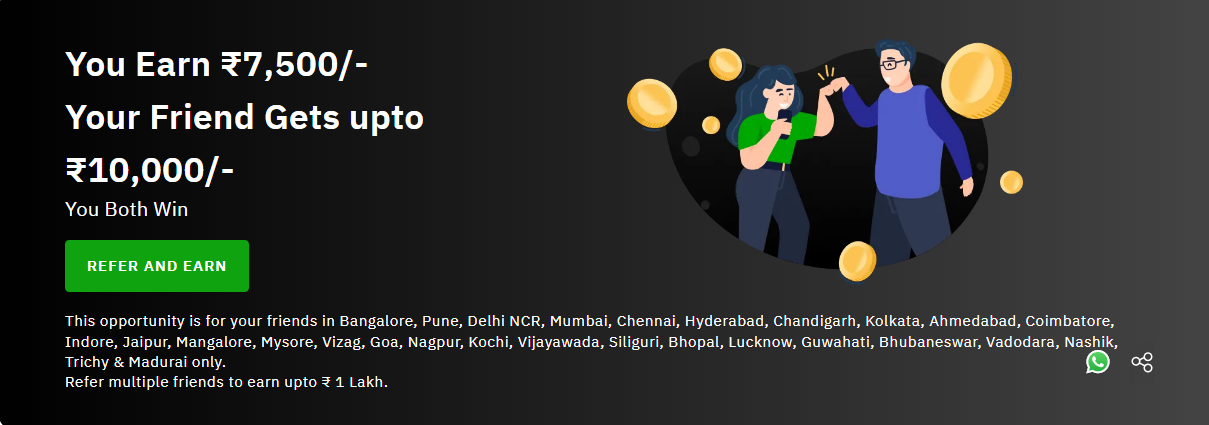 You Earn ₹7,500/-
Your Friend Gets upto
₹10,000/-
You Both Win
REFER AND EARN
This opportunity is for your friends in Bangalore, Pune, Delhi NCR, Mumbai, Chennai, Hyderabad, Chandigarh, Kolkata, Ahmedabad, Coimbatore,
Indore, Jaipur, Mangalore, Mysore, Vizag, Goa, Nagpur, Kochi, Vijayawada, Siliguri, Bhopal, Lucknow, Guwahati, Bhubaneswar, Vadodara, Nashik,
Trichy & Madurai only.
Refer multiple friends to earn upto ₹ 1 Lakh.